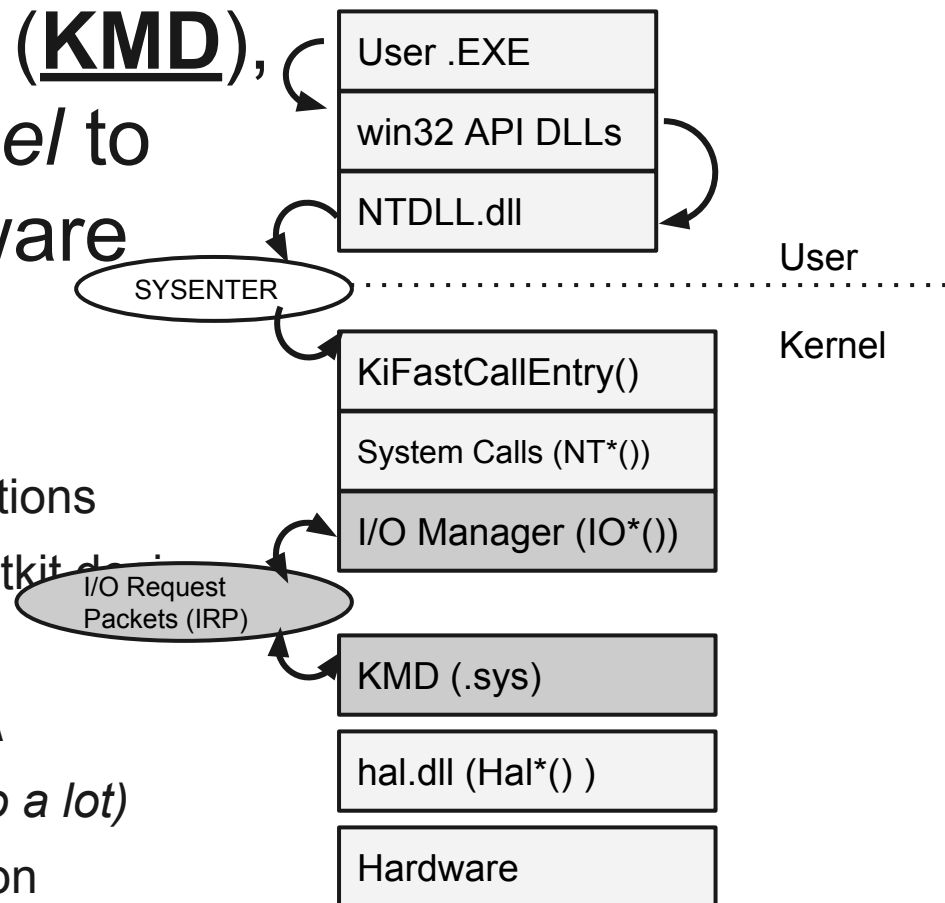 (KMD),
el to
ware
tions
tkit
\
o a lot)
on
User .EXE
win32 API DLLs
NTDLL.dll
SYSENTER
User
Kernel
KiFastCallEntry()
System Calls (NT*())
I/O Manager (IO*())
I/O Request
Packets (IRP)
KMD (.sys)
hal.dll (Hal*() )
Hardware